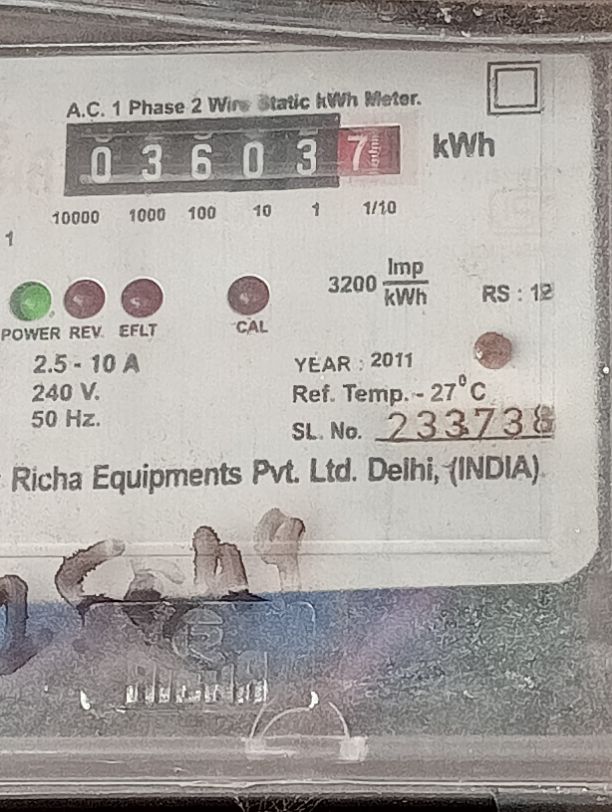 A.C. 1 Phase 2 Wire Static kWh Meter.
0 3 6 0 3 7 kWh
10000 1000 100 10 1 1/10
1
3200 Imp/kWh RS : 12
POWER REV. EFLT CAL
2.5 - 10 A YEAR : 2011
240 V. Ref. Temp. - 27°C
50 Hz. SL. No. 233738
Richa Equipments Pvt. Ltd. Delhi, (INDIA)